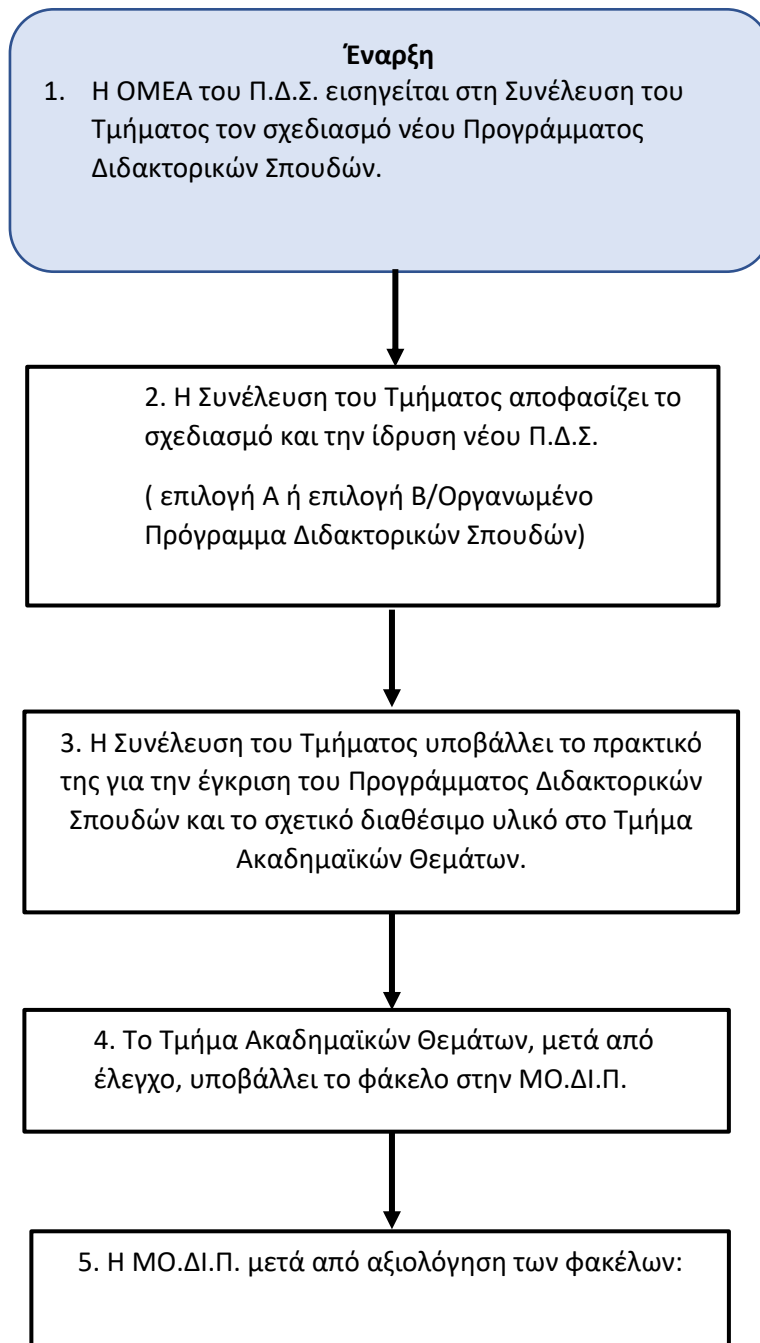 Έναρξη
1. Η ΟΜΕΑ του Π.Δ.Σ. εισηγείται στη Συνέλευση του
Τμήματος τον σχεδιασμό νέου Προγράμματος
Διδακτορικών Σπουδών.
2. Η Συνέλευση του Τμήματος αποφασίζει το
σχεδιασμό και την ίδρυση νέου Π.Δ.Σ.
( επιλογή Α ή επιλογή Β/Οργανωμένο
Πρόγραμμα Διδακτορικών Σπουδών)
3. Η Συνέλευση του Τμήματος υποβάλλει το πρακτικό
της για την έγκριση του Προγράμματος Διδακτορικών
Σπουδών και το σχετικό διαθέσιμο υλικό στο Τμήμα
Ακαδημαϊκών Θεμάτων.
4. Το Τμήμα Ακαδημαϊκών Θεμάτων, μετά από
έλεγχο, υποβάλλει το φάκελο στην ΜΟ.ΔΙ.Π.
5. Η ΜΟ.ΔΙ.Π. μετά από αξιολόγηση των φακέλων: